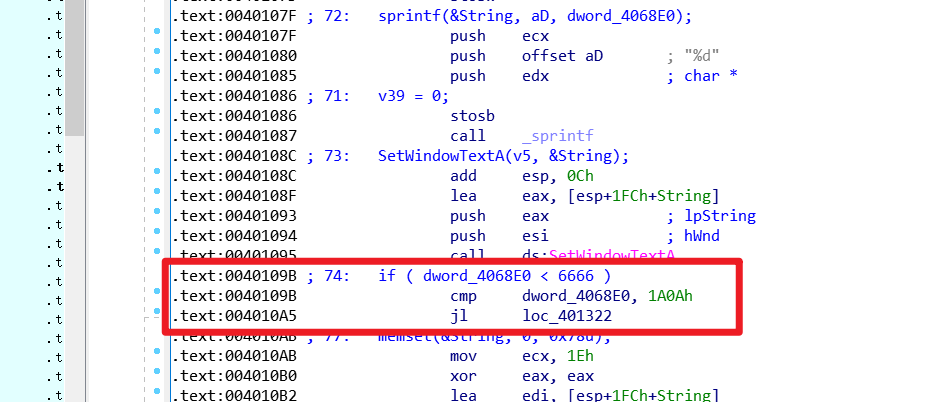 .text:0040107F ; 72: sprintf(&String, aD, dword_4068E0);
.text:0040107F push ecx
.text:00401080 push offset aD ; "%d"
.text:00401085 push edx ; char *
.text:00401086 ; 71: v39 = 0;
.text:00401086 stosb
.text:00401087 call _sprintf
.text:0040108C ; 73: SetWindowTextA(v5, &String);
.text:0040108C add esp, 0Ch
.text:0040108F lea eax, [esp+1FCh+String]
.text:00401093 push eax ; lpString
.text:00401094 push esi ; hWnd
.text:00401095 call ds:SetWindowTextA
.text:0040109B ; 74: if ( dword_4068E0 < 6666 )
.text:0040109B cmp dword_4068E0, 1A0Ah
.text:004010A5 jl loc_401322
.text:004010AB ; 77: memset(&String, 0, 0x78u);
.text:004010AB mov ecx, 1Eh
.text:004010B0 xor eax, eax
.text:004010B2 lea edi, [esp+1FCh+String]